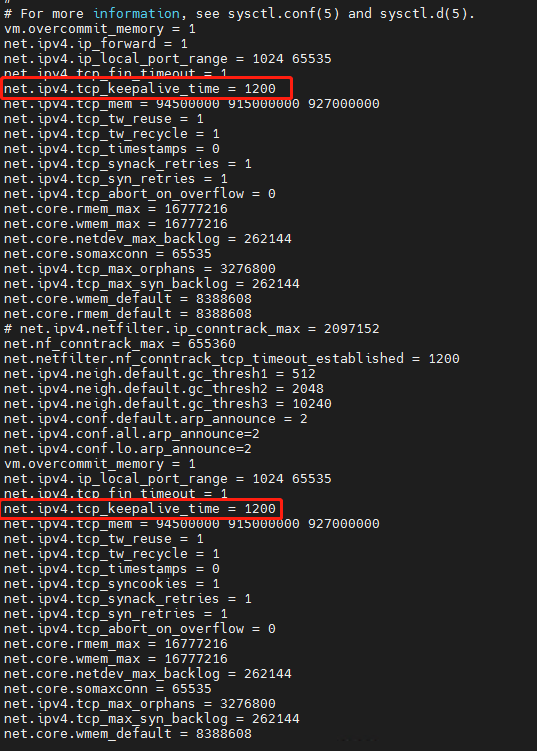 #
# For more information, see sysctl.conf(5) and sysctl.d(5).
vm.overcommit_memory = 1
net.ipv4.ip_forward = 1
net.ipv4.ip_local_port_range = 1024 65535
net.ipv4.tcp_fin_timeout = 1
net.ipv4.tcp_keepalive_time = 1200
net.ipv4.tcp_mem = 94500000 915000000 927000000
net.ipv4.tcp_tw_reuse = 1
net.ipv4.tcp_tw_recycle = 1
net.ipv4.tcp_timestamps = 0
net.ipv4.tcp_synack_retries = 1
net.ipv4.tcp_syn_retries = 1
net.ipv4.tcp_abort_on_overflow = 0
net.core.rmem_max = 16777216
net.core.wmem_max = 16777216
net.core.netdev_max_backlog = 262144
net.core.somaxconn = 65535
net.ipv4.tcp_max_orphans = 3276800
net.ipv4.tcp_max_syn_backlog = 262144
net.core.wmem_default = 8388608
net.core.rmem_default = 8388608
# net.ipv4.netfilter.ip_conntrack_max = 2097152
net.nf_conntrack_max = 655360
net.netfilter.nf_conntrack_tcp_timeout_established = 1200
net.ipv4.neigh.default.gc_thresh1 = 512
net.ipv4.neigh.default.gc_thresh2 = 2048
net.ipv4.neigh.default.gc_thresh3 = 10240
net.ipv4.conf.default.arp_announce = 2
net.ipv4.conf.all.arp_announce=2
net.ipv4.conf.lo.arp_announce=2
vm.overcommit_memory = 1
net.ipv4.ip_local_port_range = 1024 65535
net.ipv4.tcp_fin_timeout = 1
net.ipv4.tcp_keepalive_time = 1200
net.ipv4.tcp_mem = 94500000 915000000 927000000
net.ipv4.tcp_tw_reuse = 1
net.ipv4.tcp_tw_recycle = 1
net.ipv4.tcp_timestamps = 0
net.ipv4.tcp_syncookies = 1
net.ipv4.tcp_synack_retries = 1
net.ipv4.tcp_syn_retries = 1
net.ipv4.tcp_abort_on_overflow = 0
net.core.rmem_max = 16777216
net.core.wmem_max = 16777216
net.core.netdev_max_backlog = 262144
net.core.somaxconn = 65535
net.ipv4.tcp_max_orphans = 3276800
net.ipv4.tcp_max_syn_backlog = 262144
net.core.wmem_default = 8388608